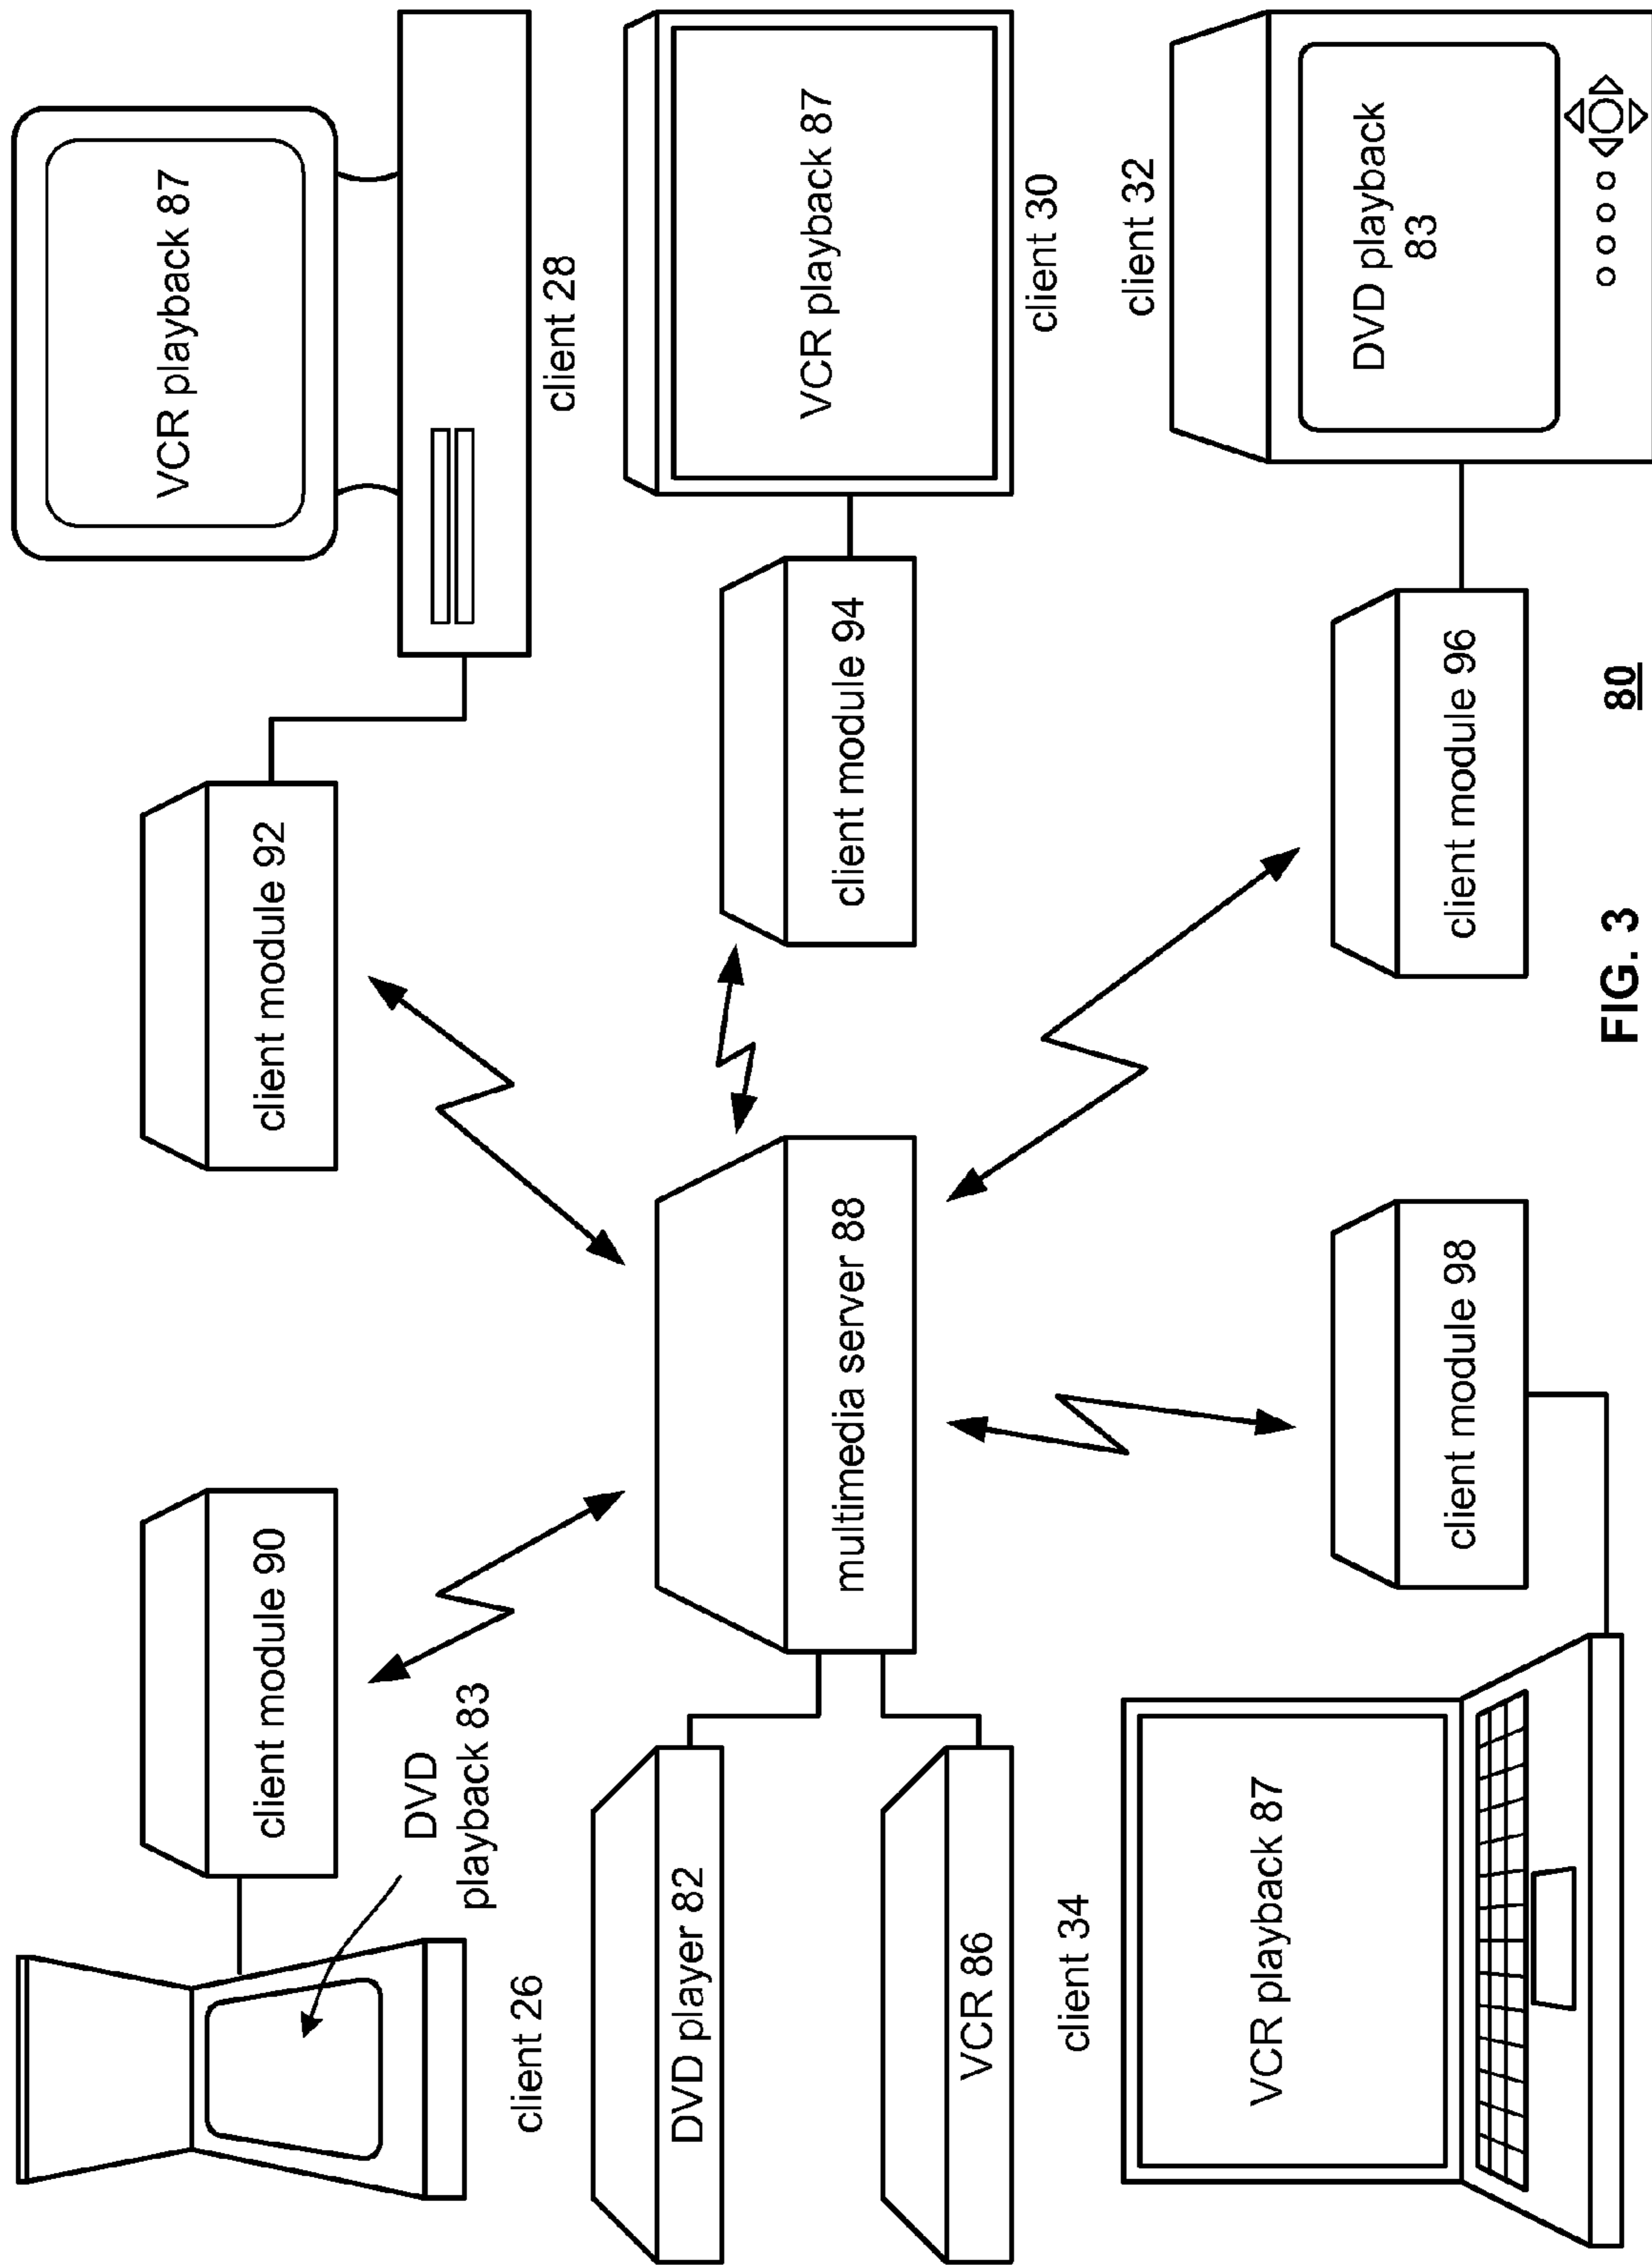 client module 90
DVD
playback 83
client 26
client module 92
VCR playback 87
client 28
DVD player 82
VCR 86
multimedia server 88
client module 94
VCR playback 87
client 30
client 34
VCR playback 87
client module 98
client module 96
client 32
DVD playback
83
FIG. 3
80